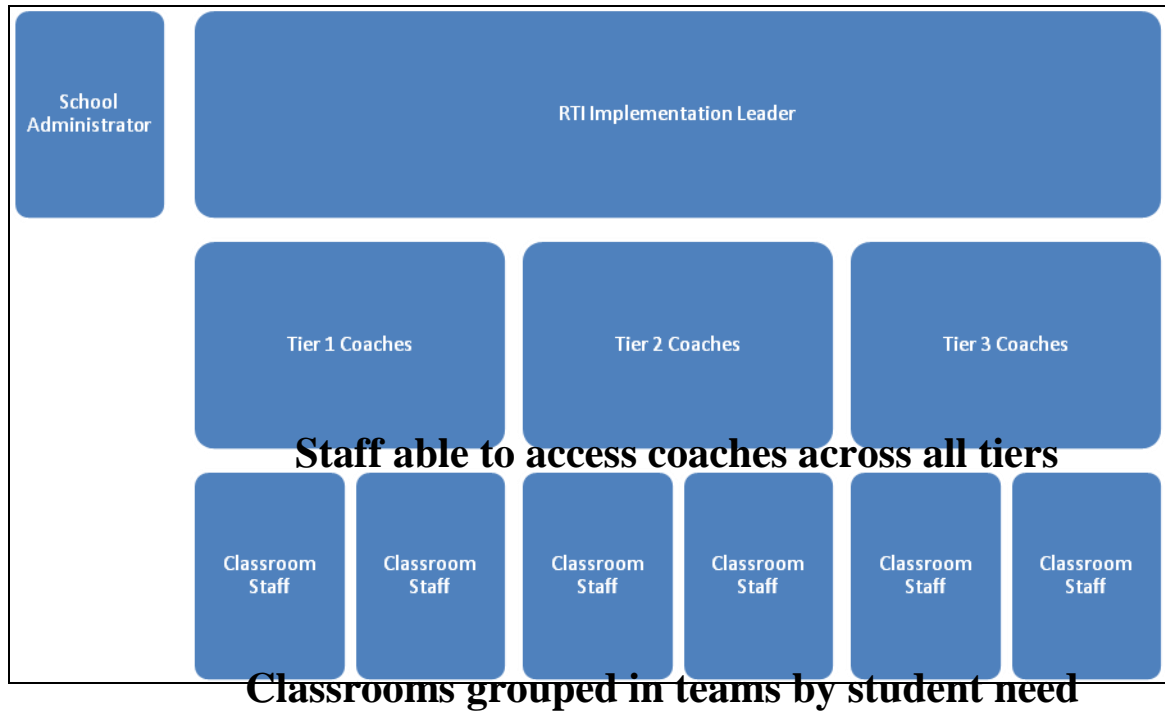 School
Administrator
RTI Implementation Leader
Tier 1 Coaches
Tier 2 Coaches
Tier 3 Coaches
Staff able to access coaches across all tiers
Classroom
Staff
Classroom
Staff
Classroom
Staff
Classroom
Staff
Classroom
Staff
Classroom
Staff
Classrooms grouped in teams by student need